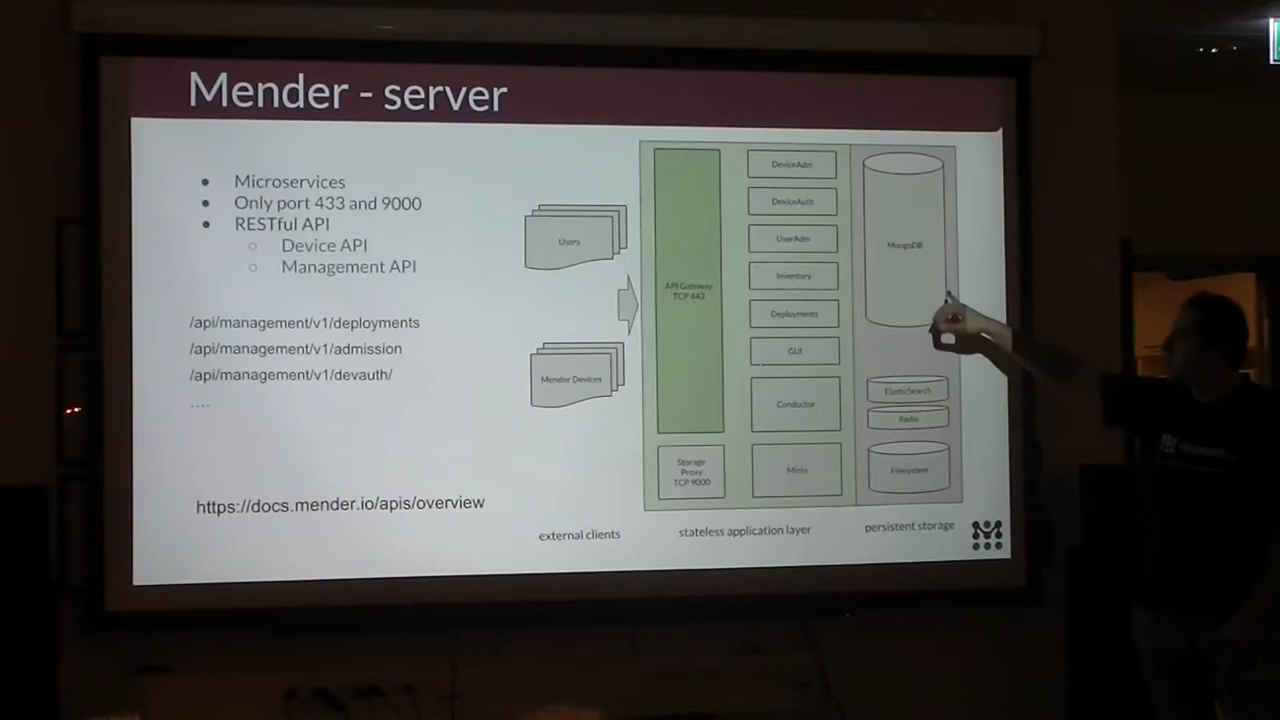 Mender - server
● Microservices
● Only port 433 and 9000
● RESTful API
○ Device API
○ Management API
/api/management/v1/deployments
/api/management/v1/admission
/api/management/v1/devauth/
....
https://docs.mender.io/apis/overview
Users
Mender Devices
external clients
API Gateway
TCP 443
Storage
Proxy
TCP 9000
DeviceAdm
DeviceAuth
UserAdm
Inventory
Deployments
GUI
Conductor
Minio
stateless application layer
MongoDB
ElasticSearch
Redis
Filesystem
persistent storage